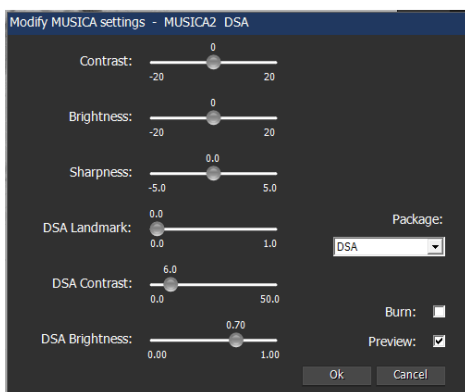 Modify MUSICA settings - MUSICA2 DSA
0
Contrast:
-20 20
0
Brightness:
-20 20
0.0
Sharpness:
-5.0 5.0
0.0
DSA Landmark:
0.0 1.0
Package:
DSA
6.0
DSA Contrast:
0.0 50.0
Burn:
0.70
DSA Brightness:
0.00 1.00
Preview:
Ok Cancel